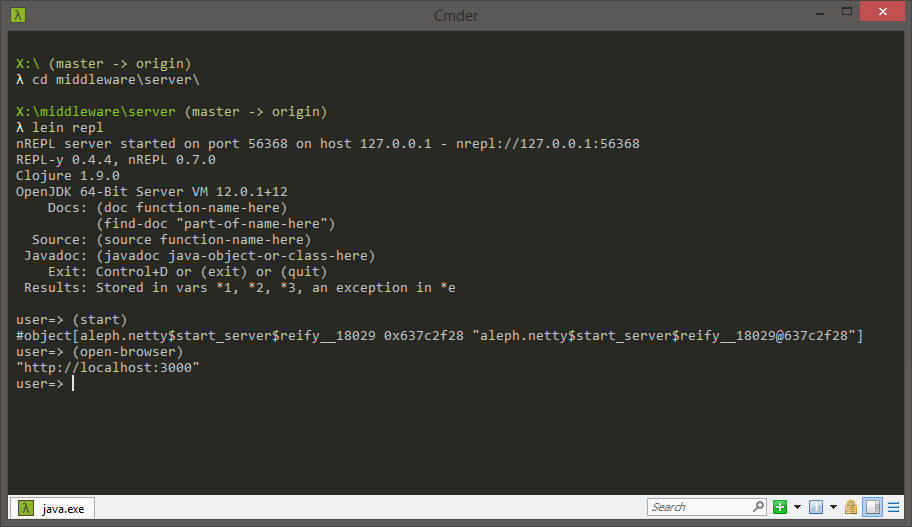 Cmder
X:\ (master -> origin)
λ cd middleware\server\
X:\middleware\server (master -> origin)
λ lein repl
nREPL server started on port 56368 on host 127.0.0.1 - nrepl://127.0.0.1:56368
REPL-y 0.4.4, nREPL 0.7.0
Clojure 1.9.0
OpenJDK 64-Bit Server VM 12.0.1+12
    Docs: (doc function-name-here)
          (find-doc "part-of-name-here")
  Source: (source function-name-here)
 Javadoc: (javadoc java-object-or-class-here)
    Exit: Control+D or (exit) or (quit)
 Results: Stored in vars *1, *2, *3, an exception in *e
user=> (start)
#object[aleph.netty$start_server$reify__18029 0x637c2f28 "aleph.netty$start_server$reify__18029@637c2f28"]
user=> (open-browser)
"http://localhost:3000"
user=>
λ java.exe
Search